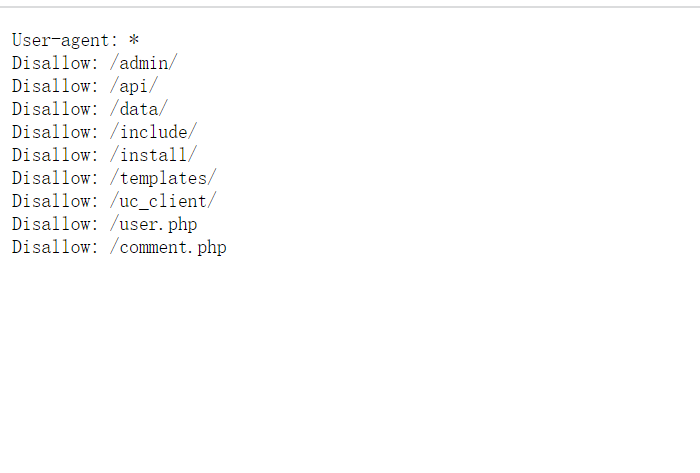 User-agent: *
Disallow: /admin/
Disallow: /api/
Disallow: /data/
Disallow: /include/
Disallow: /install/
Disallow: /templates/
Disallow: /uc_client/
Disallow: /user.php
Disallow: /comment.php